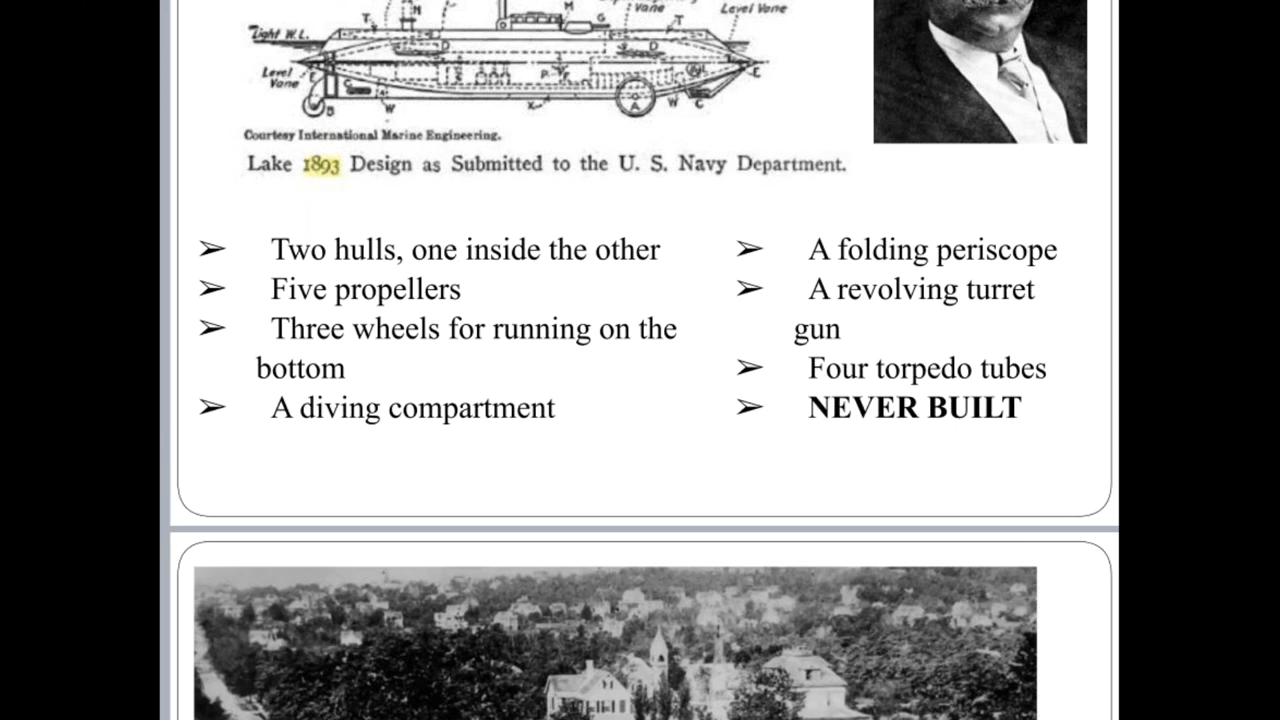 T
N
M
G
Vane
T
Level Vane
Light W.L.
D
D
Level
Vane
E
P
F
E
B
W
X
A
W
C
Courtesy International Marine Engineering.
Lake 1893 Design as Submitted to the U. S. Navy Department.
➢ Two hulls, one inside the other
➢ Five propellers
➢ Three wheels for running on the
bottom
➢ A diving compartment
➢ A folding periscope
➢ A revolving turret
gun
➢ Four torpedo tubes
➢ NEVER BUILT